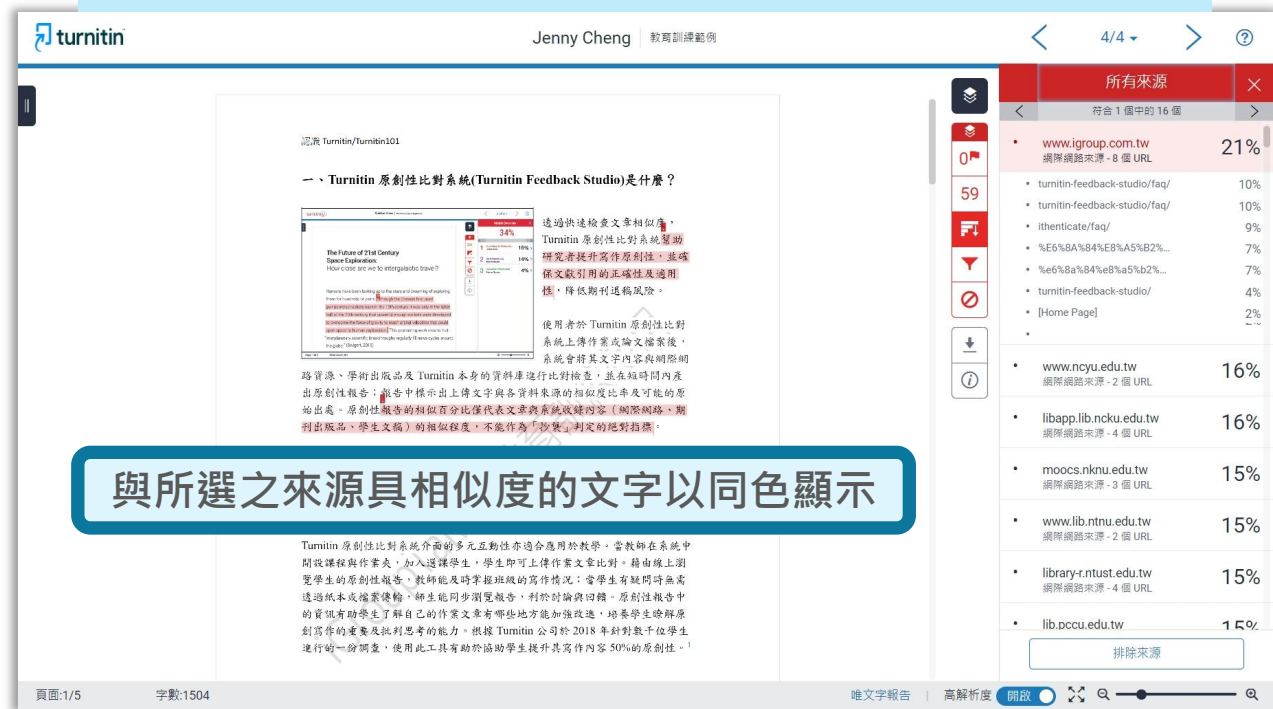 turnitin
Jenny Cheng
教育訓練範例
4/4
所有來源
符合 1 個中的 16 個
認識 Turnitin/Turnitin101
一、Turnitin 原創性比對系統(Turnitin Feedback Studio)是什麼？
34%
The Future of 21st Century
Space Exploration:
How close are we to intergalactic travel?
透過快速檢查文章相似度，
Turnitin 原創性比對系統幫助
研究者提升寫作原創性，並確
保文獻引用的正確性及適用
性，降低期刊退稿風險。
使用者於 Turnitin 原創性比對
系統上傳作業或論文檔案後，
系統會將其文字內容與網際網
路資源、學術出版品及 Turnitin 本身的資料庫進行比對檢查，並在短時間內產
出原創性報告；報告中標示出上傳文字與各資料來源的相似度比率及可能的原
始出處。原創性報告的相似百分比僅代表文章與系統收錄內容（網際網路、期
刊出版品、學生文稿）的相似程度，不能作為「抄襲」判定的絕對指標。
與所選之來源具相似度的文字以同色顯示
Turnitin 原創性比對系統介面的多元互動性亦適合應用於教學。當教師在系統中
開設課程與作業夾，加入選課學生，學生即可上傳作業文章比對。藉由線上瀏
覽學生的原創性報告，教師能及時掌握班級的寫作情況；當學生有疑問時無需
透過紙本或檔案傳輸，師生能同步瀏覽報告，利於討論與回饋。原創性報告中
的資訊有助學生了解自己的作業文章有哪些地方能加強改進，培養學生瞭解原
創寫作的重要及批判思考的能力。根據 Turnitin 公司於 2018 年針對數千位學生
進行的一份調查，使用此工具有助於協助學生提升其寫作內容 50%的原創性。1
0
59
www.igroup.com.tw 21%
網際網路來源 - 8 個 URL
turnitin-feedback-studio/faq/ 10%
turnitin-feedback-studio/faq/ 10%
ithenticate/faq/ 9%
%E6%8A%84%E8%A5%B2%... 7%
%e6%8a%84%e8%a5%b2%... 7%
turnitin-feedback-studio/ 4%
[Home Page] 2%
www.ncyu.edu.tw 16%
網際網路來源 - 2 個 URL
libapp.lib.ncku.edu.tw 16%
網際網路來源 - 4 個 URL
moocs.nknu.edu.tw 15%
網際網路來源 - 3 個 URL
www.lib.ntnu.edu.tw 15%
網際網路來源 - 2 個 URL
library-r.ntust.edu.tw 15%
網際網路來源 - 4 個 URL
lib.pccu.edu.tw 15%
排除來源
頁面:1/5
字數:1504
唯文字報告
高解析度
開啟